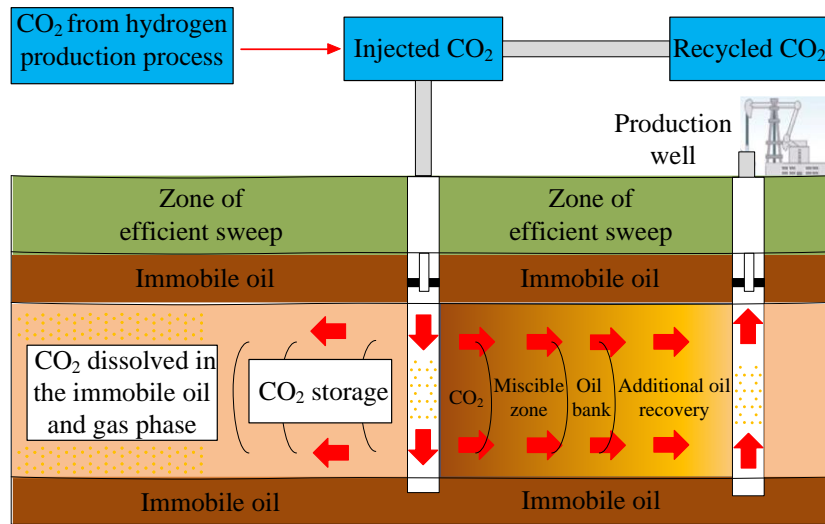 CO₂ from hydrogen
production process
Injected CO₂
Recycled CO₂
Production
well
Zone of
efficient sweep
Zone of
efficient sweep
Immobile oil
Immobile oil
CO₂ dissolved in
the immobile oil
and gas phase
CO₂ storage
CO₂
Miscible
zone
Oil
bank
Additional oil
recovery
Immobile oil
Immobile oil